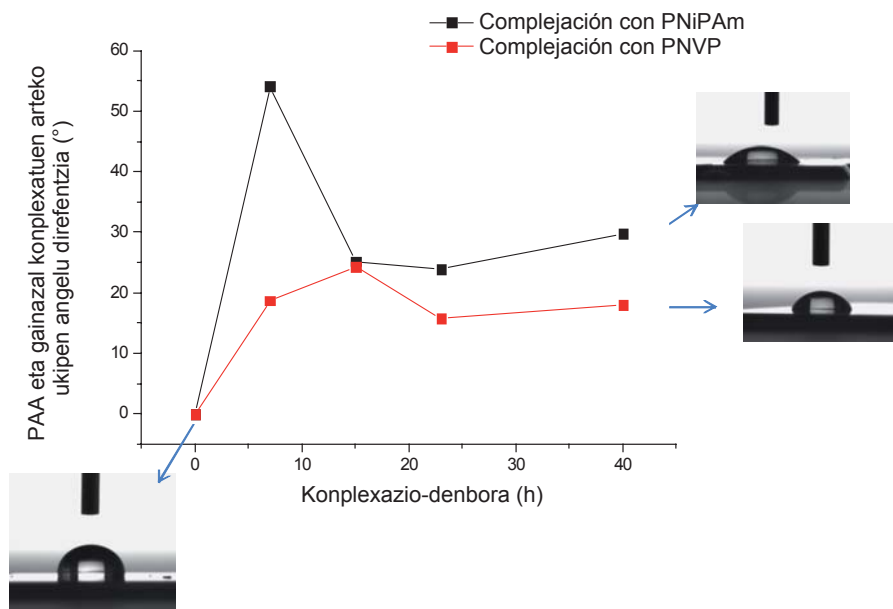 Complejación con PNiPAm
Complejación con PNVP
60
50
40
30
20
10
0
PAA eta gainazal konplexatuen arteko
ukipen angelu direfentzia (°)
0 10 20 30 40
Konplexazio-denbora (h)